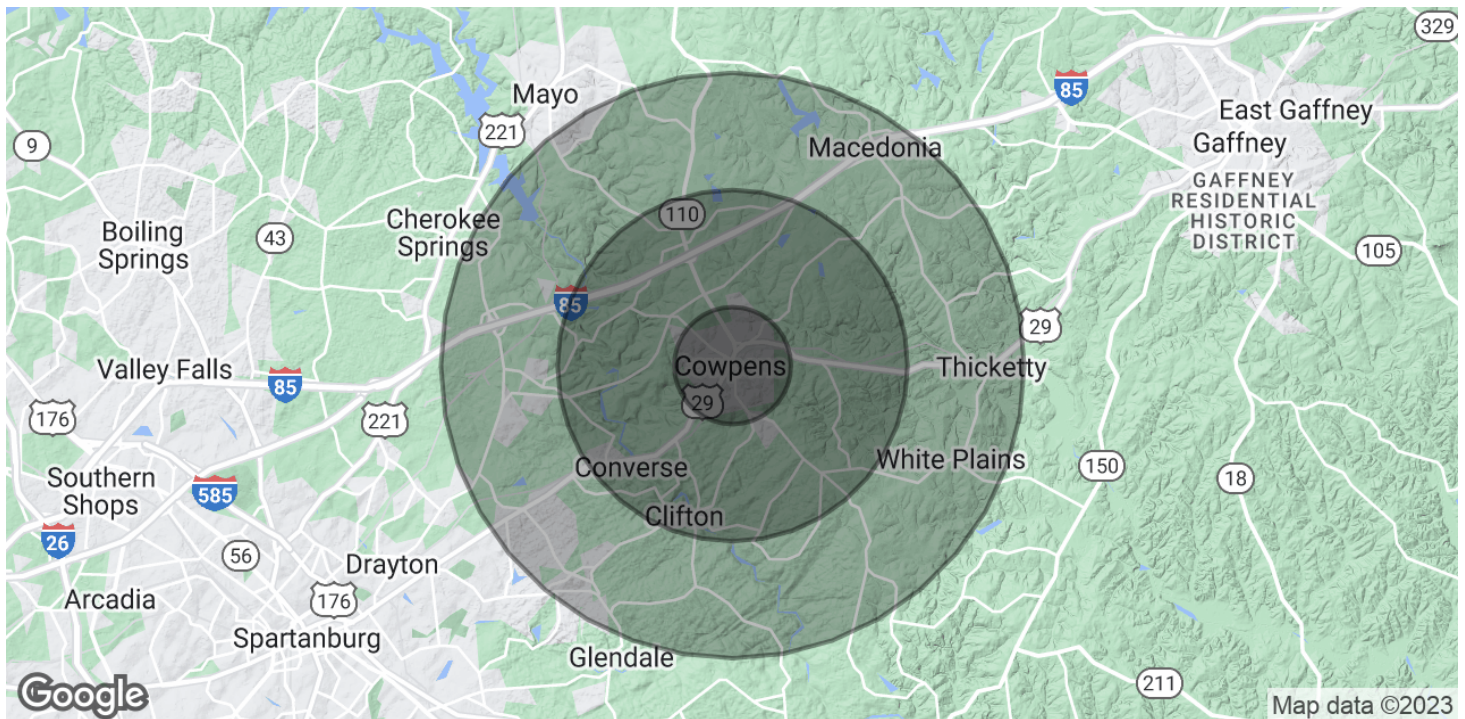 329
85
Mayo
East Gaffney
221
Gaffney
9
Macedonia
GAFFNEY
RESIDENTIAL
HISTORIC
DISTRICT
110
Cherokee
Springs
Boiling
Springs
43
105
85
29
Valley Falls
85
Cowpens
Thicketty
176
221
29
Converse
White Plains
150
Southern
Shops
585
18
Clifton
26
56
Drayton
Arcadia
176
Spartanburg
Glendale
211
Google
Map data ©2023